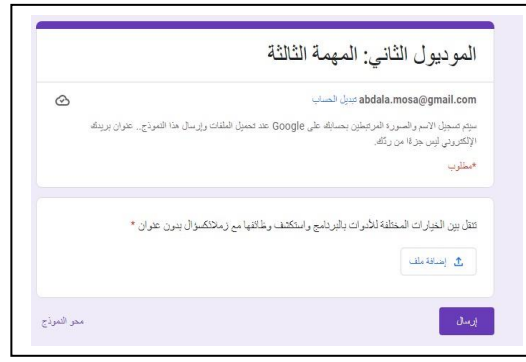 الموديول الثاني: المهمة الثالثة
abdala.mosa@gmail.com تبديل الحساب
سيتم تسجيل الاسم والصورة المرتبطين بحسابك على Google عند تحميل الملفات وإرسال هذا النموذج.. عنوان بريدك
الإلكتروني ليس جزءًا من ردّك.
*مطلوب
تنقل بين الخيارات المختلفة للأدوات بالبرنامج واستكشف وظائفها مع زملائكسؤال بدون عنوان *
إضافة ملف
إرسال
محو النموذج